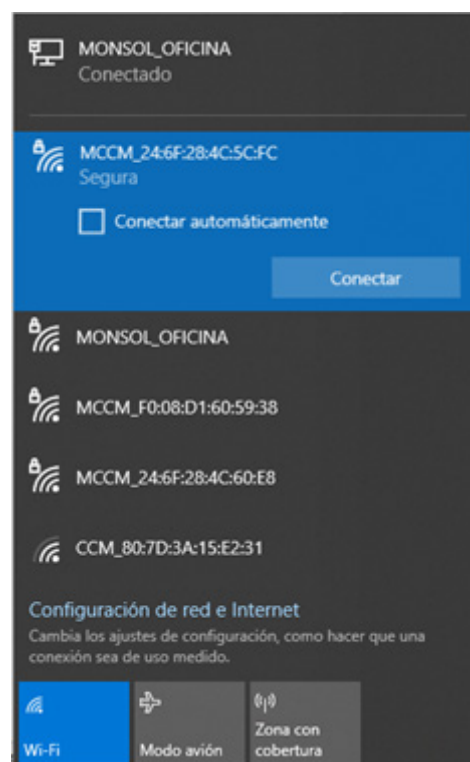 MONSOL_OFICINA
Conectado
MCCM_24:6F:28:4C:5C:FC
Segura
Conectar automáticamente
Conectar
MONSOL_OFICINA
MCCM_F0:08:D1:60:59:38
MCCM_24:6F:28:4C:60:E8
CCM_80:7D:3A:15:E2:31
Configuración de red e Internet
Cambia los ajustes de configuración, como hacer que una
conexión sea de uso medido.
Wi-Fi
Modo avión
Zona con
cobertura